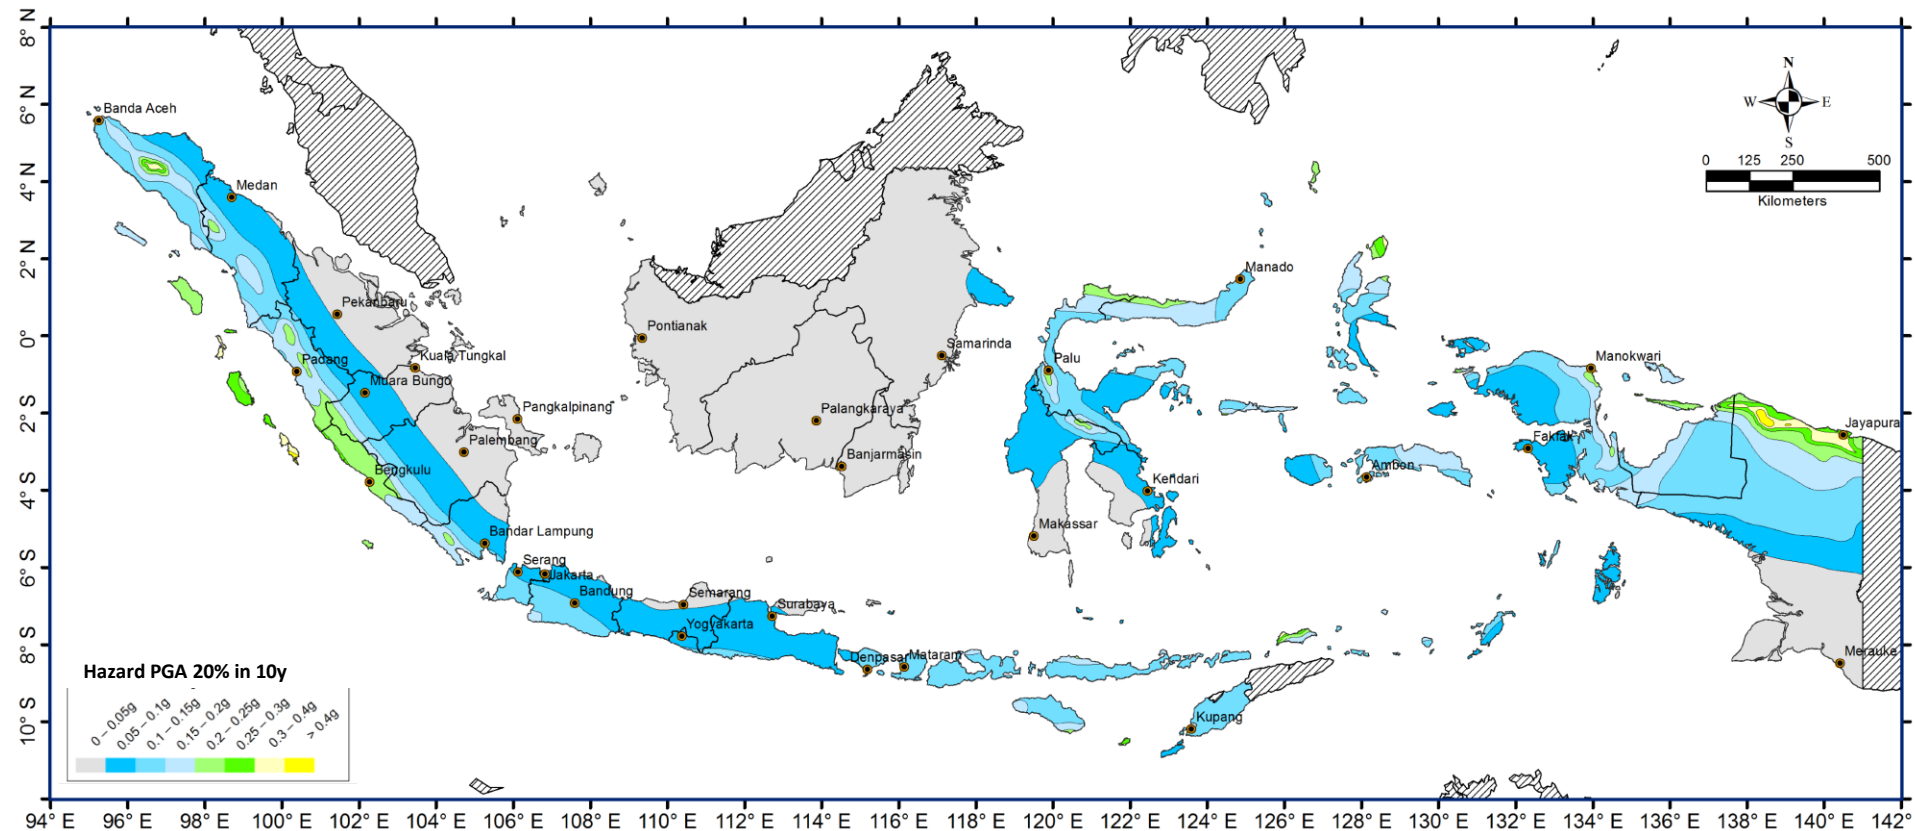 8° N
6° N
4° N
2° N
0°
2° S
4° S
6° S
8° S
10° S
Banda Aceh
Medan
Pekanbaru
Padang
Kuala Tungkal
Muara Bungo
Pangkalpinang
Palembang
Bengkulu
Bandar Lampung
Serang
Jakarta
Bandung
Semarang
Surabaya
Yogyakarta
Denpasar
Mataram
Kupang
Pontianak
Samarinda
Palangkaraya
Banjarmasin
Manado
Palu
Kendari
Makassar
Ambon
Fakfak
Manokwari
Jayapura
Merauke
N
W E
S
0 125 250 500
Kilometers
Hazard PGA 20% in 10y
0 – 0.05g
0.05 – 0.1g
0.1 – 0.15g
0.15 – 0.2g
0.2 – 0.25g
0.25 – 0.3g
0.3 – 0.4g
> 0.4g
94° E 96° E 98° E 100° E 102° E 104° E 106° E 108° E 110° E 112° E 114° E 116° E 118° E 120° E 122° E 124° E 126° E 128° E 130° E 132° E 134° E 136° E 138° E 140° E 142°